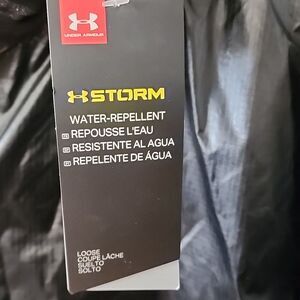 UNDER ARMOUR
STORM
WATER-REPELLENT
REPOUSSE L'EAU
RESISTENTE AL AGUA
REPELENTE DE ÁGUA
LOOSE
COUPE LÂCHE
SUELTO
SOLTO